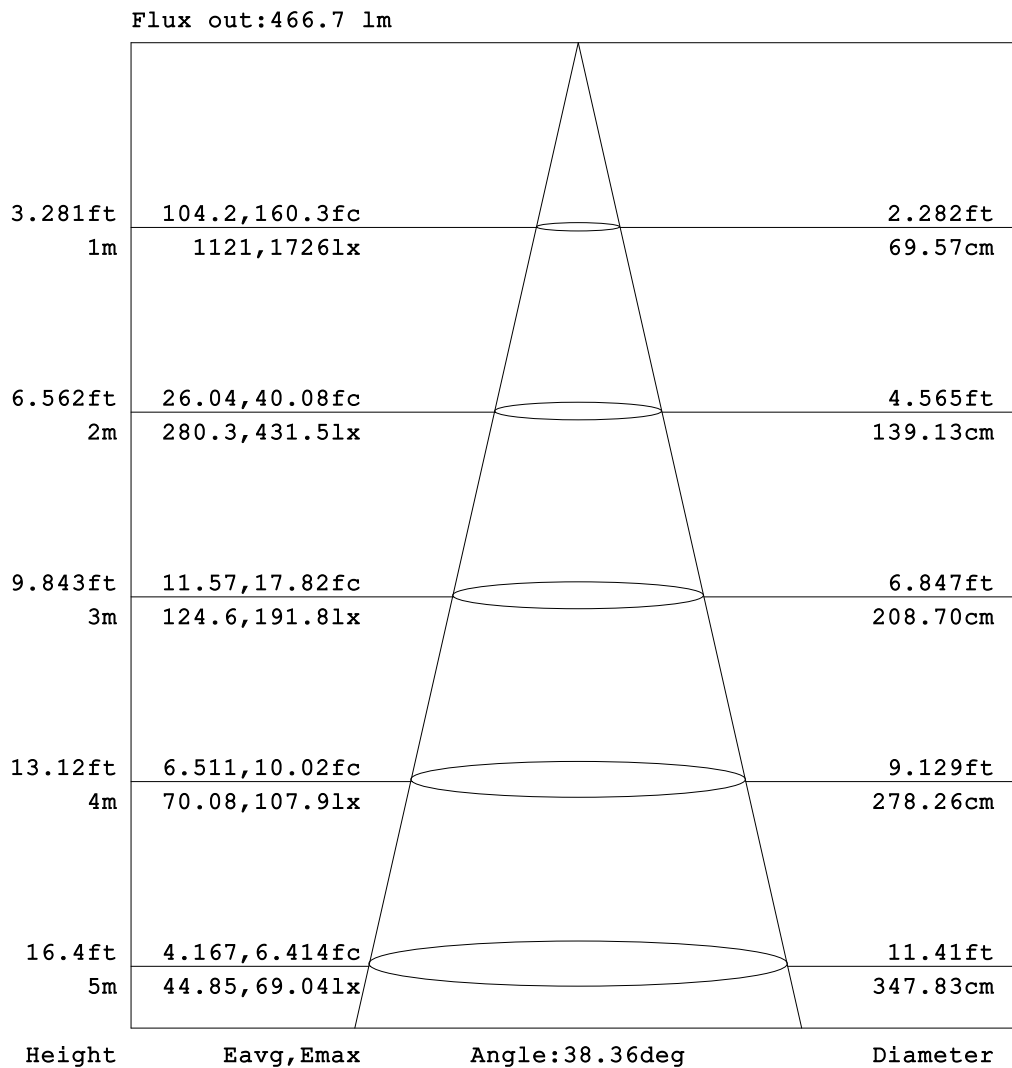 Flux out:466.7 lm
3.281ft 104.2,160.3fc 2.282ft
1m 1121,1726lx 69.57cm
6.562ft 26.04,40.08fc 4.565ft
2m 280.3,431.5lx 139.13cm
9.843ft 11.57,17.82fc 6.847ft
3m 124.6,191.8lx 208.70cm
13.12ft 6.511,10.02fc 9.129ft
4m 70.08,107.9lx 278.26cm
16.4ft 4.167,6.414fc 11.41ft
5m 44.85,69.04lx 347.83cm
Height Eavg,Emax Angle:38.36deg Diameter